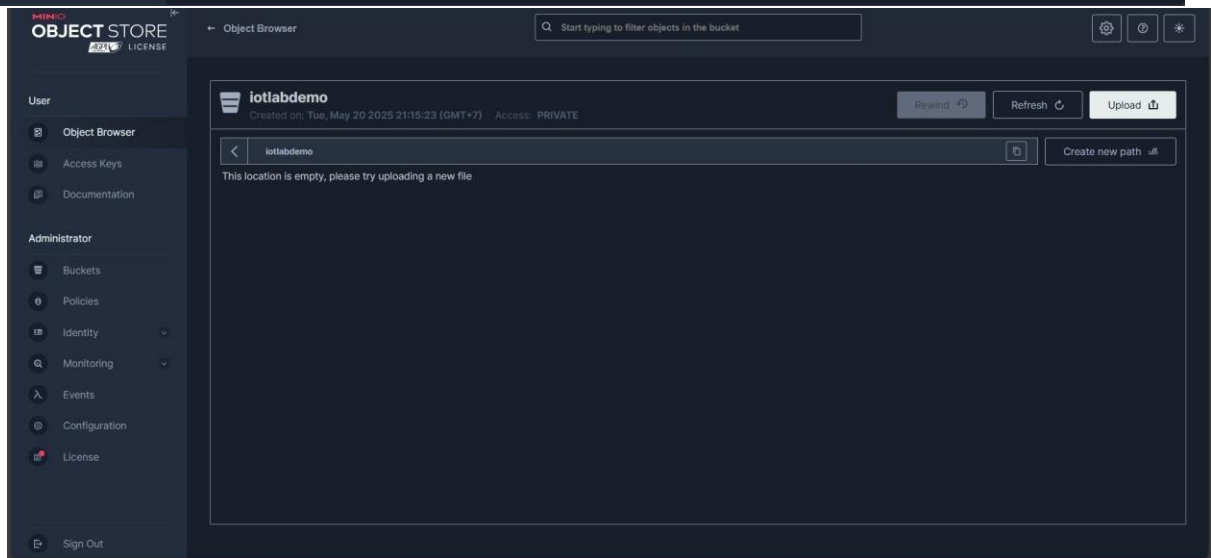 MINIO
OBJECT STORE
AGPLV3 LICENSE
← Object Browser
Start typing to filter objects in the bucket
User
Object Browser
Access Keys
Documentation
Administrator
Buckets
Policies
Identity
Monitoring
Events
Configuration
License
Sign Out
iotlabdemo
Created on: Tue, May 20 2025 21:15:23 (GMT+7) Access: PRIVATE
Rewind
Refresh
Upload
iotlabdemo
Create new path
This location is empty, please try uploading a new file